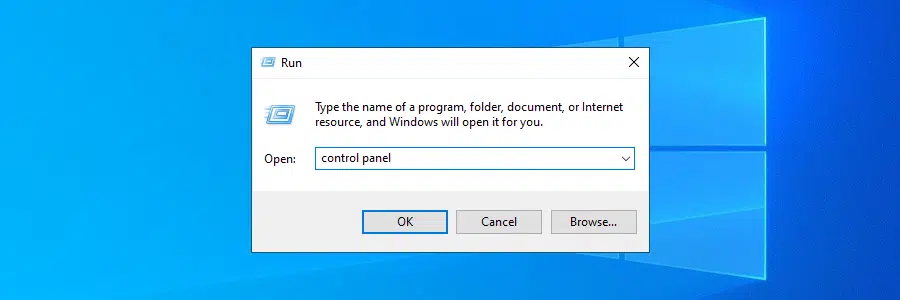 Run
Type the name of a program, folder, document, or Internet
resource, and Windows will open it for you.
Open: control panel
OK Cancel Browse...